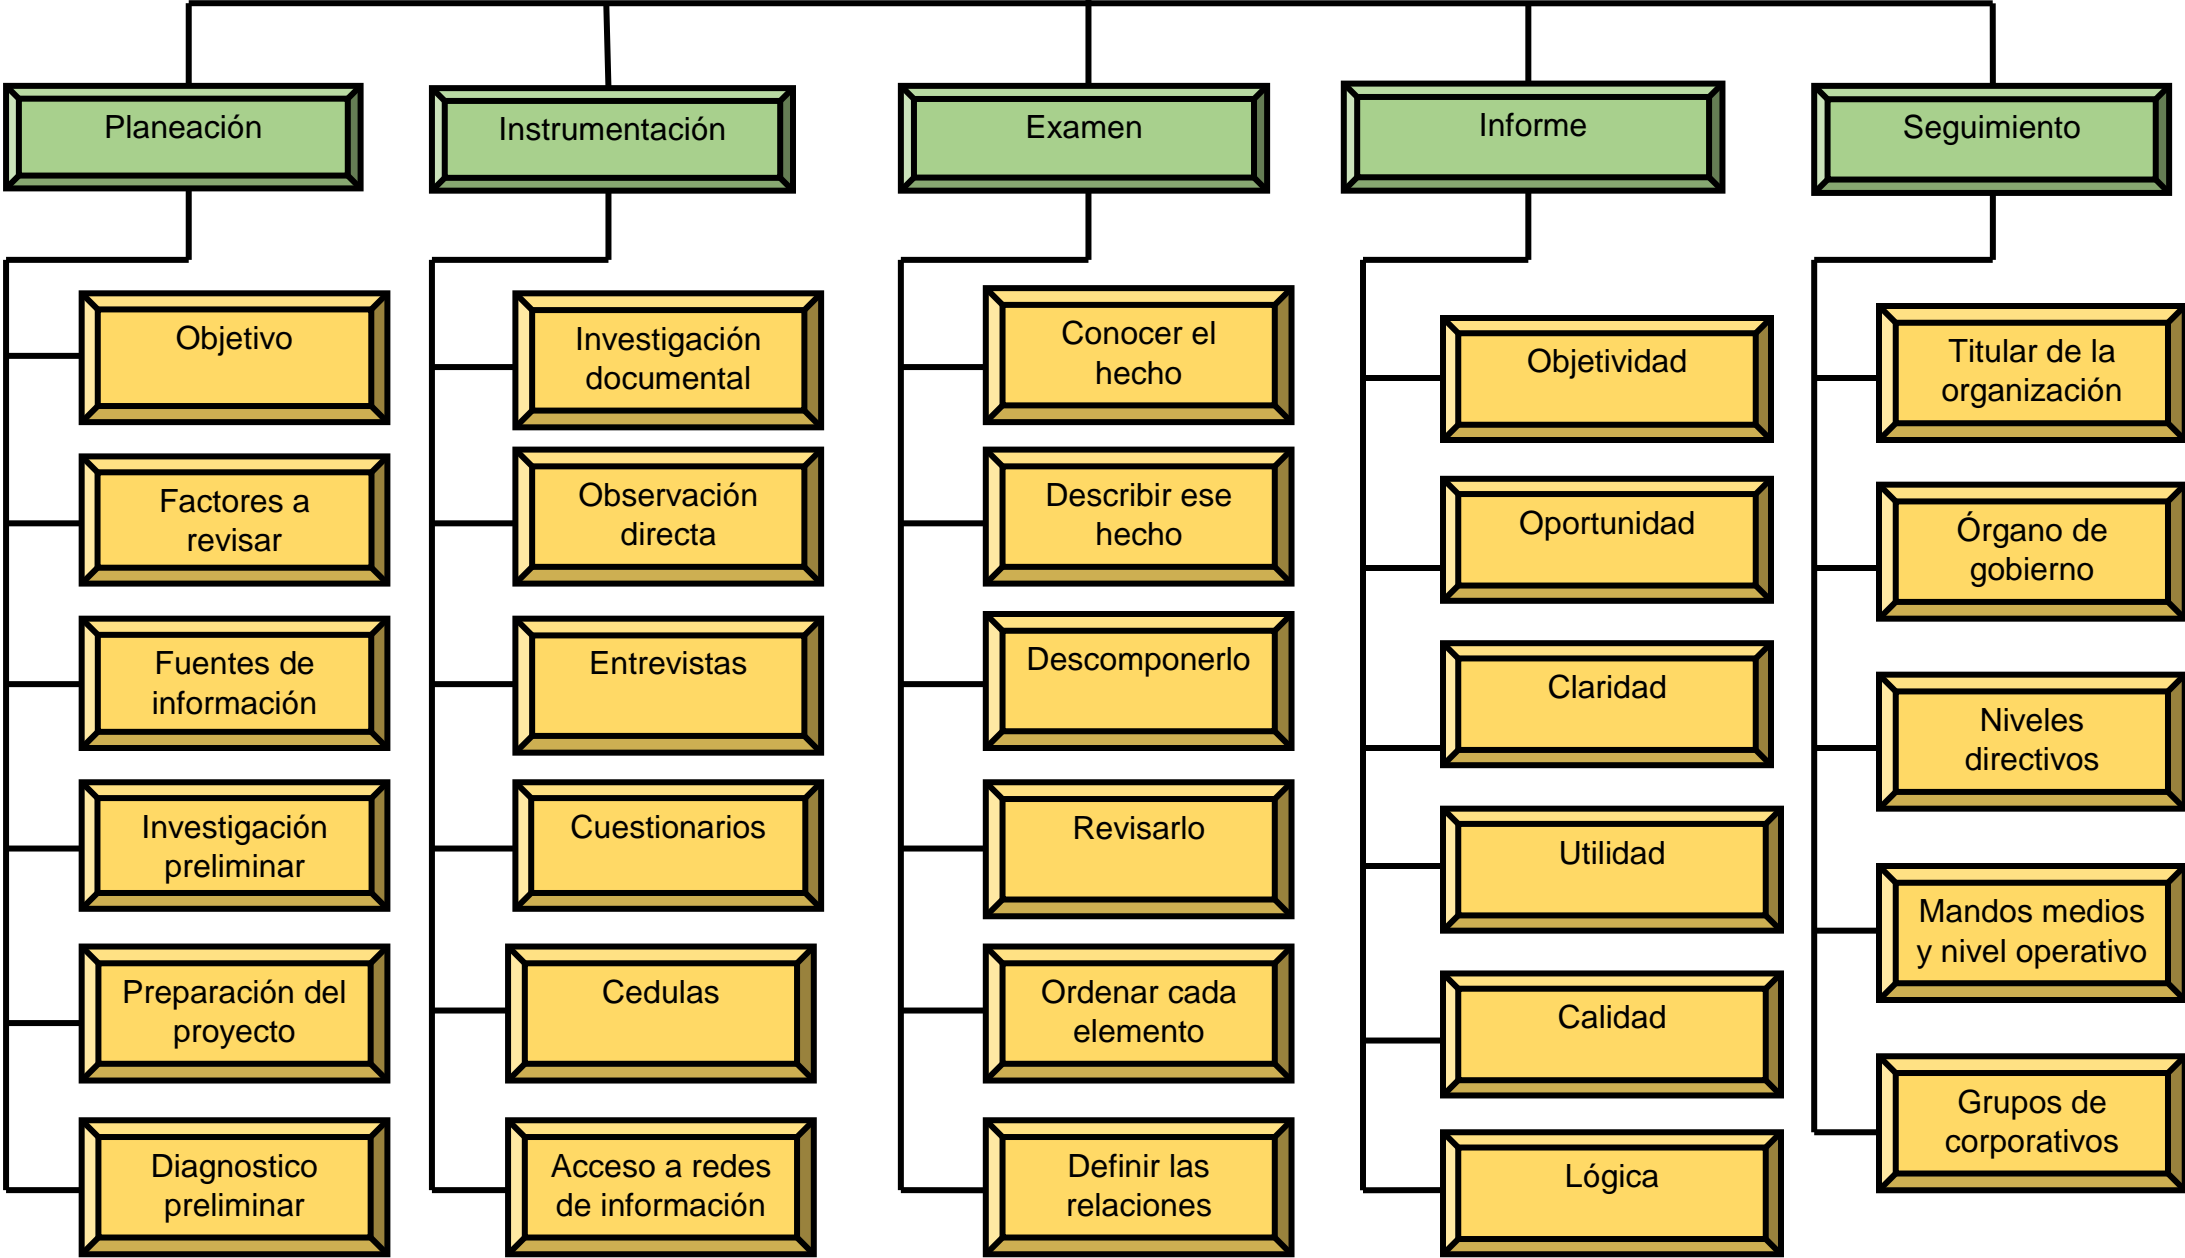 Planeación
Instrumentación
Examen
Informe
Seguimiento
Objetivo
Factores a
revisar
Fuentes de
información
Investigación
preliminar
Preparación del
proyecto
Diagnostico
preliminar
Investigación
documental
Observación
directa
Entrevistas
Cuestionarios
Cedulas
Acceso a redes
de información
Conocer el
hecho
Describir ese
hecho
Descomponerlo
Revisarlo
Ordenar cada
elemento
Definir las
relaciones
Objetividad
Oportunidad
Claridad
Utilidad
Calidad
Lógica
Titular de la
organización
Órgano de
gobierno
Niveles
directivos
Mandos medios
y nivel operativo
Grupos de
corporativos